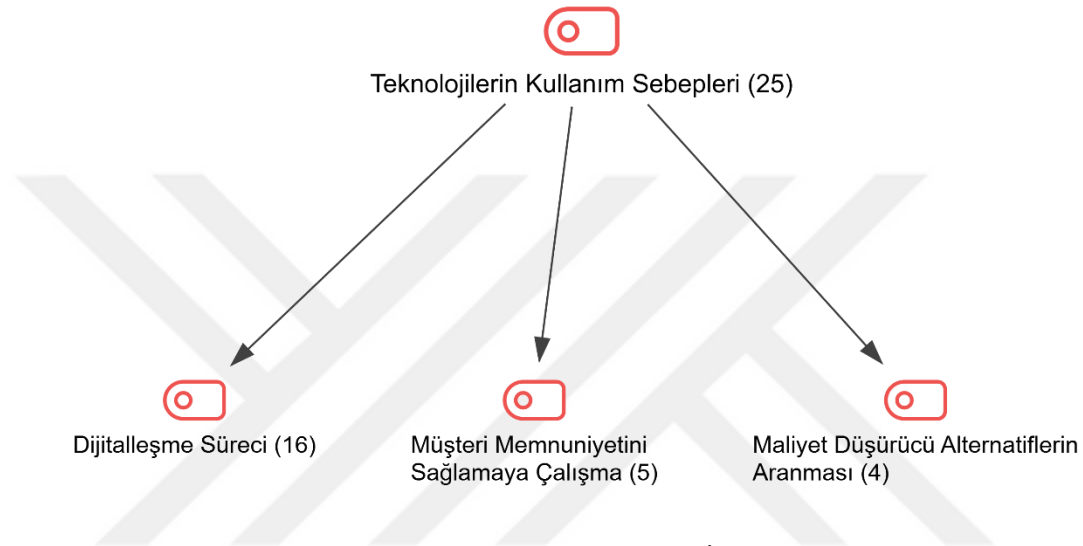 Teknolojilerin Kullanım Sebepleri (25)
Dijitalleşme Süreci (16)
Müşteri Memnuniyetini
Sağlamaya Çalışma (5)
Maliyet Düşürücü Alternatiflerin
Aranması (4)